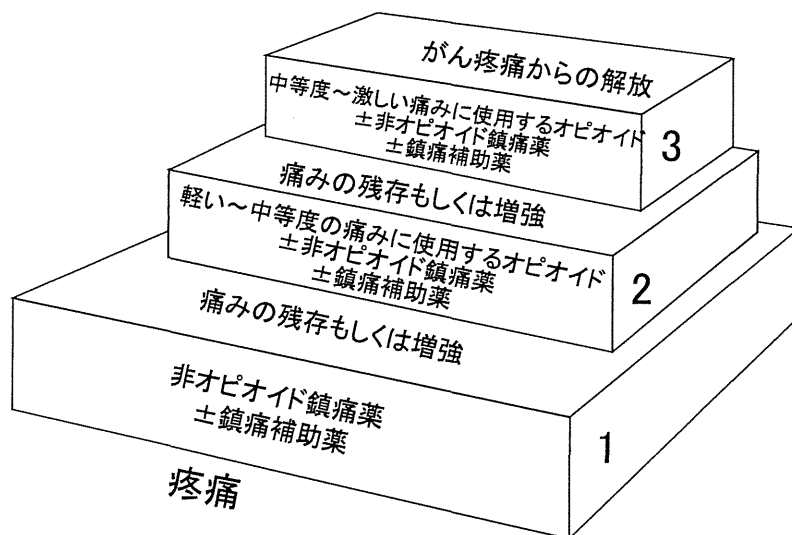 がん疼痛からの解放
中等度～激しい痛みに使用するオピオイド
±非オピオイド鎮痛薬
±鎮痛補助薬
3
痛みの残存もしくは増強
軽い～中等度の痛みに使用するオピオイド
±非オピオイド鎮痛薬
±鎮痛補助薬
2
痛みの残存もしくは増強
非オピオイド鎮痛薬
±鎮痛補助薬
1
疼痛